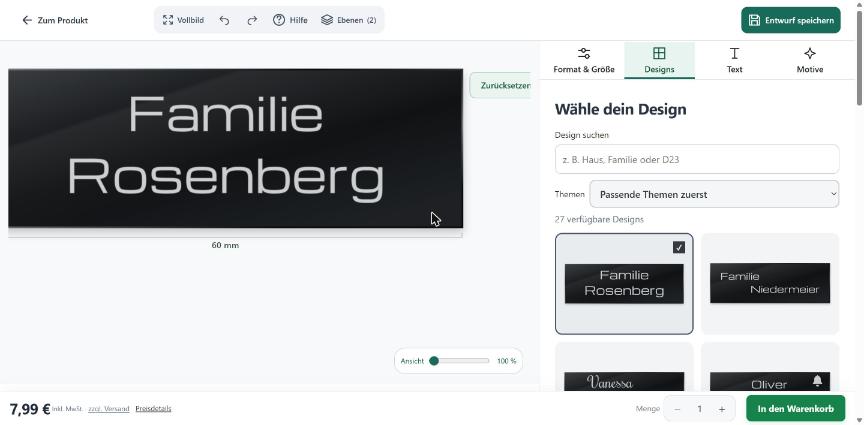 Zum Produkt
Vollbild
Hilfe
Ebenen (2)
Entwurf speichern
Familie
Rosenberg
Zurücksetzen
60 mm
Ansicht 100 %
Format & Größe
Designs
Text
Motive
Wähle dein Design
Design suchen
z. B. Haus, Familie oder D23
Themen Passende Themen zuerst
27 verfügbare Designs
Familie
Rosenberg
Familie
Niedermeier
Vanessa
Oliver
7,99 € inkl. MwSt. zzgl. Versand Preisdetails
Menge − 1 + In den Warenkorb